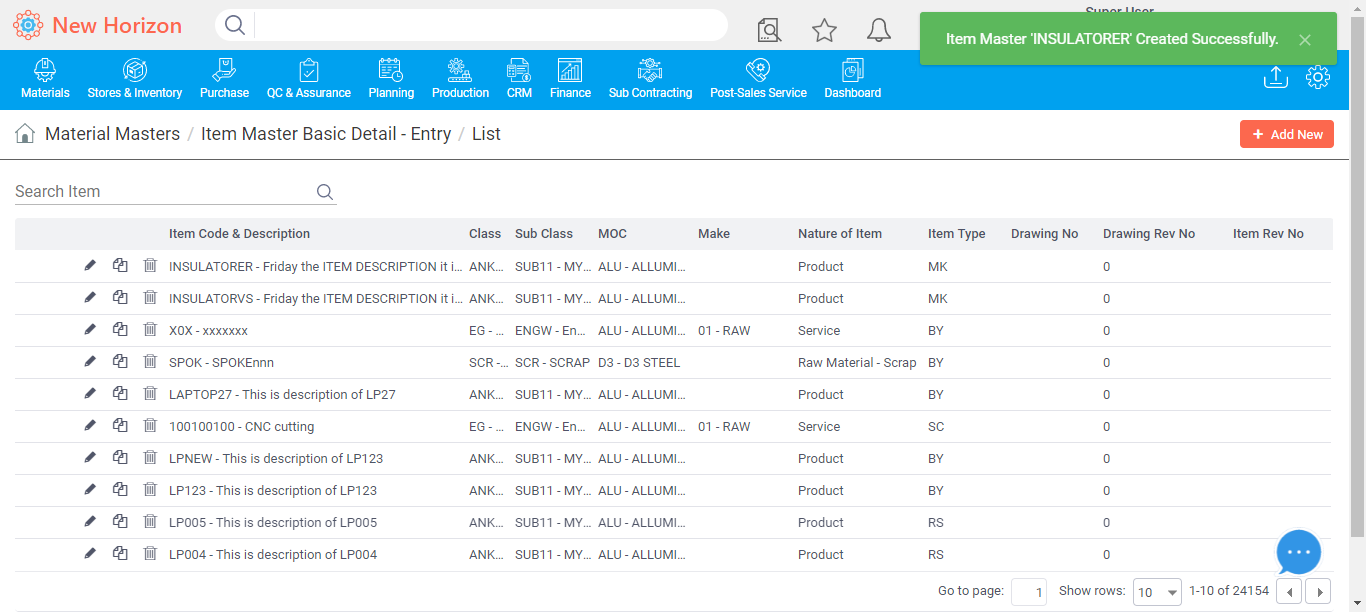 Super User
New Horizon
Item Master 'INSULATORER' Created Successfully.
Materials Stores & Inventory Purchase QC & Assurance Planning Production CRM Finance Sub Contracting Post-Sales Service Dashboard
Material Masters / Item Master Basic Detail - Entry / List
+ Add New
Search Item
Item Code & Description Class Sub Class MOC Make Nature of Item Item Type Drawing No Drawing Rev No Item Rev No
INSULATORER - Friday the ITEM DESCRIPTION it i... ANK... SUB11 - MY... ALU - ALLUMI... Product MK 0
INSULATORVS - Friday the ITEM DESCRIPTION it i... ANK... SUB11 - MY... ALU - ALLUMI... Product MK 0
X0X - xxxxxxx EG - ... ENGW - En... ALU - ALLUMI... 01 - RAW Service BY 0
SPOK - SPOKEnnn SCR -... SCR - SCRAP D3 - D3 STEEL Raw Material - Scrap BY 0
LAPTOP27 - This is description of LP27 ANK... SUB11 - MY... ALU - ALLUMI... Product BY 0
100100100 - CNC cutting EG - ... ENGW - En... ALU - ALLUMI... 01 - RAW Service SC 0
LPNEW - This is description of LP123 ANK... SUB11 - MY... ALU - ALLUMI... Product BY 0
LP123 - This is description of LP123 ANK... SUB11 - MY... ALU - ALLUMI... Product BY 0
LP005 - This is description of LP005 ANK... SUB11 - MY... ALU - ALLUMI... Product RS 0
LP004 - This is description of LP004 ANK... SUB11 - MY... ALU - ALLUMI... Product RS 0
Go to page: 1 Show rows: 10 1-10 of 24154